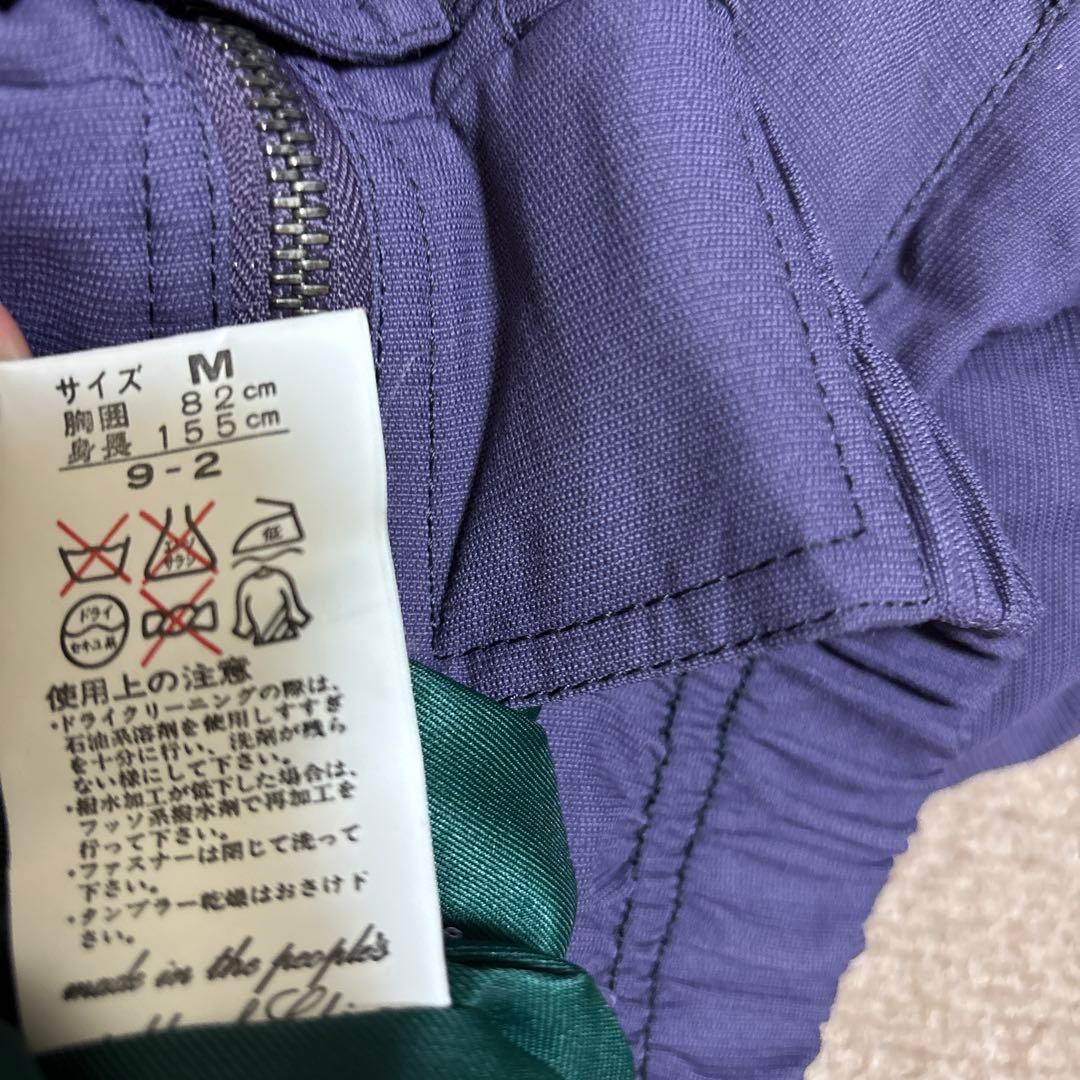 サイズ M
胸囲 82cm
身長 155cm
9-2
エンソ
サラシ
低
ドライ
セキユ系
使用上の注意
・ドライクリーニングの際は、
石油系溶剤を使用しすすぎ
を十分に行い、洗剤が残ら
ない様にして下さい。
・撥水加工が低下した場合は、
フッソ系撥水剤で再加工を
行って下さい。
・ファスナーは閉じて洗って
下さい。
・タンブラー乾燥はおさけ下
さい。
made in the people's